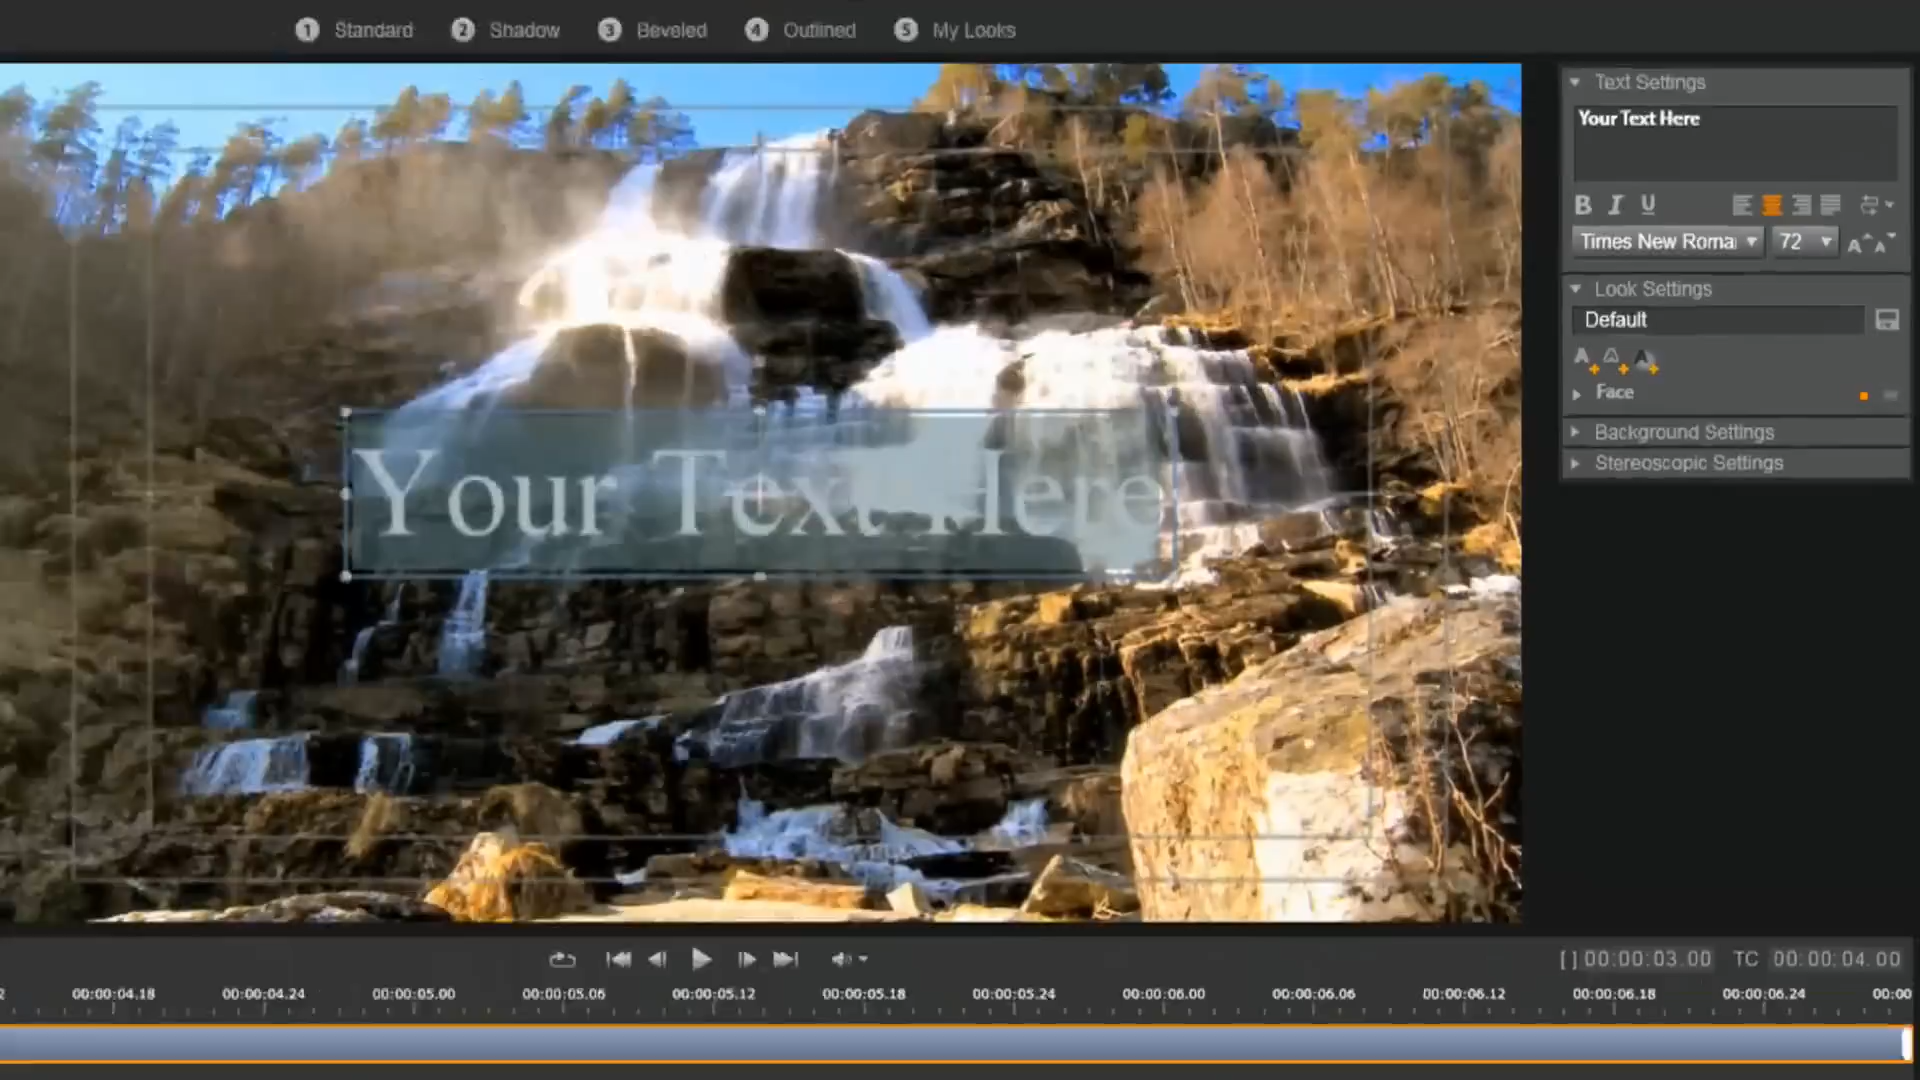 1 Standard 2 Shadow 3 Beveled 4 Outlined 5 My Looks
Text Settings
Your Text Here
B I U
Times New Roma 72
Look Settings
Default
Face
Background Settings
Stereoscopic Settings
Your Text Here
[ ] 00:00:03.00 TC 00:00:04.00
2 00:00:04.18 00:00:04.24 00:00:05.00 00:00:05.06 00:00:05.12 00:00:05.18 00:00:05.24 00:00:06.00 00:00:06.06 00:00:06.12 00:00:06.18 00:00:06.24 00:00